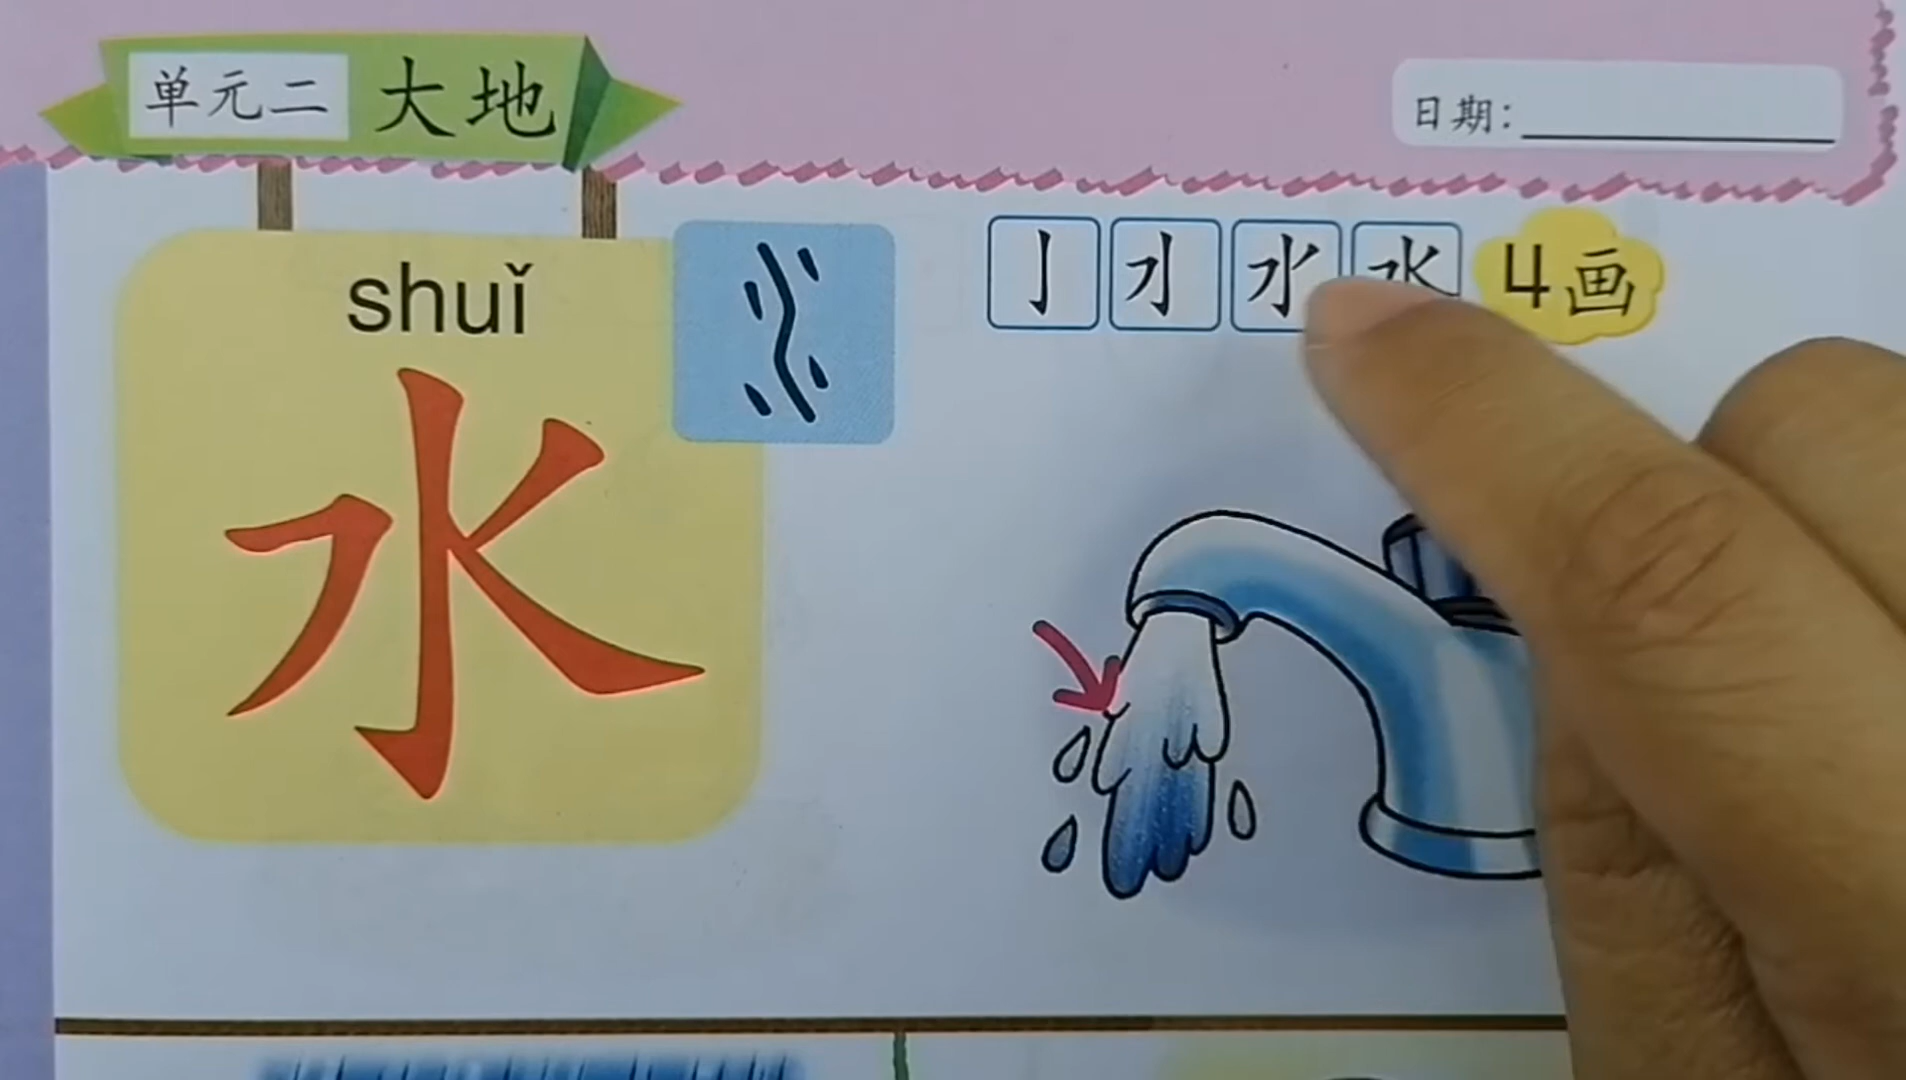 单元二 大地
日期:
shuǐ
水
亅 刁 水 水 4画